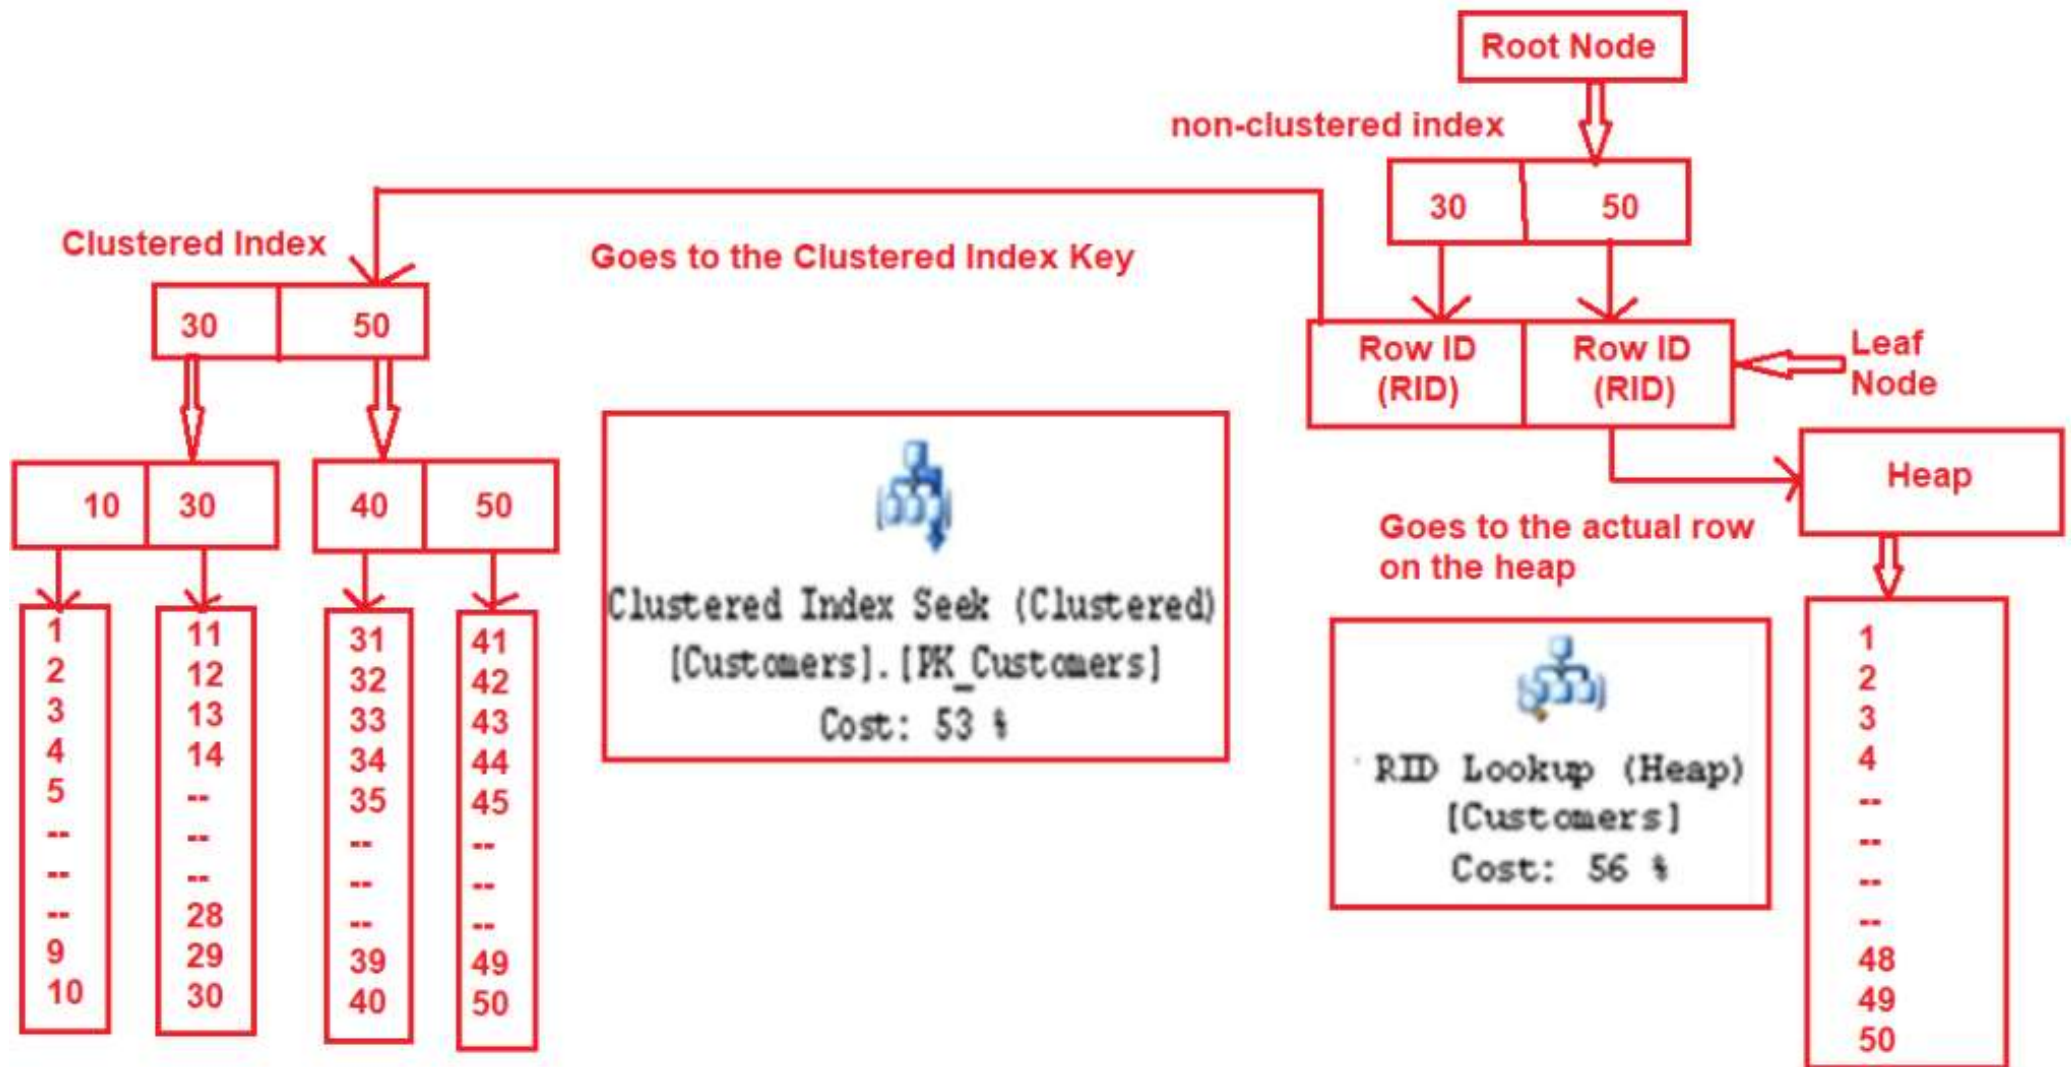 Root Node
non-clustered index
30 50
Clustered Index
Goes to the Clustered Index Key
30 50
Row ID
(RID)
Row ID
(RID)
Leaf
Node
10 30
40 50
Heap
Goes to the actual row
on the heap
Clustered Index Seek (Clustered)
[Customers].[PK_Customers]
Cost: 53 %
RID Lookup (Heap)
[Customers]
Cost: 56 %
1
2
3
4
5
--
--
--
9
10
11
12
13
14
--
--
--
28
29
30
31
32
33
34
35
--
--
--
39
40
41
42
43
44
45
--
--
--
49
50
1
2
3
4
--
--
--
--
48
49
50